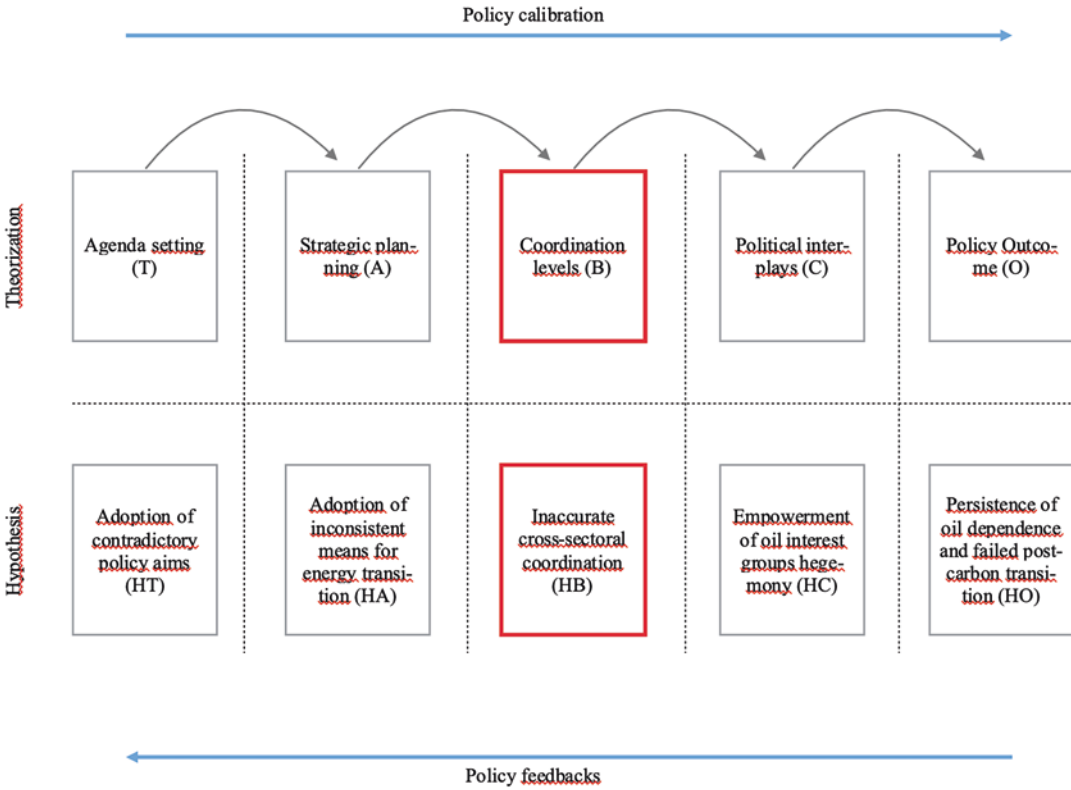 Policy calibration
Theorization
Agenda setting
(T)
Strategic plan-
ning (A)
Coordination
levels (B)
Political inter-
plays (C)
Policy Outco-
me (O)
Hypothesis
Adoption of
contradictory
policy aims
(HT)
Adoption of
inconsistent
means for
energy transi-
tion (HA)
Inaccurate
cross-sectoral
coordination
(HB)
Empowerment
of oil interest
groups hege-
mony (HC)
Persistence of
oil dependence
and failed post-
carbon transi-
tion (HO)
Policy feedbacks